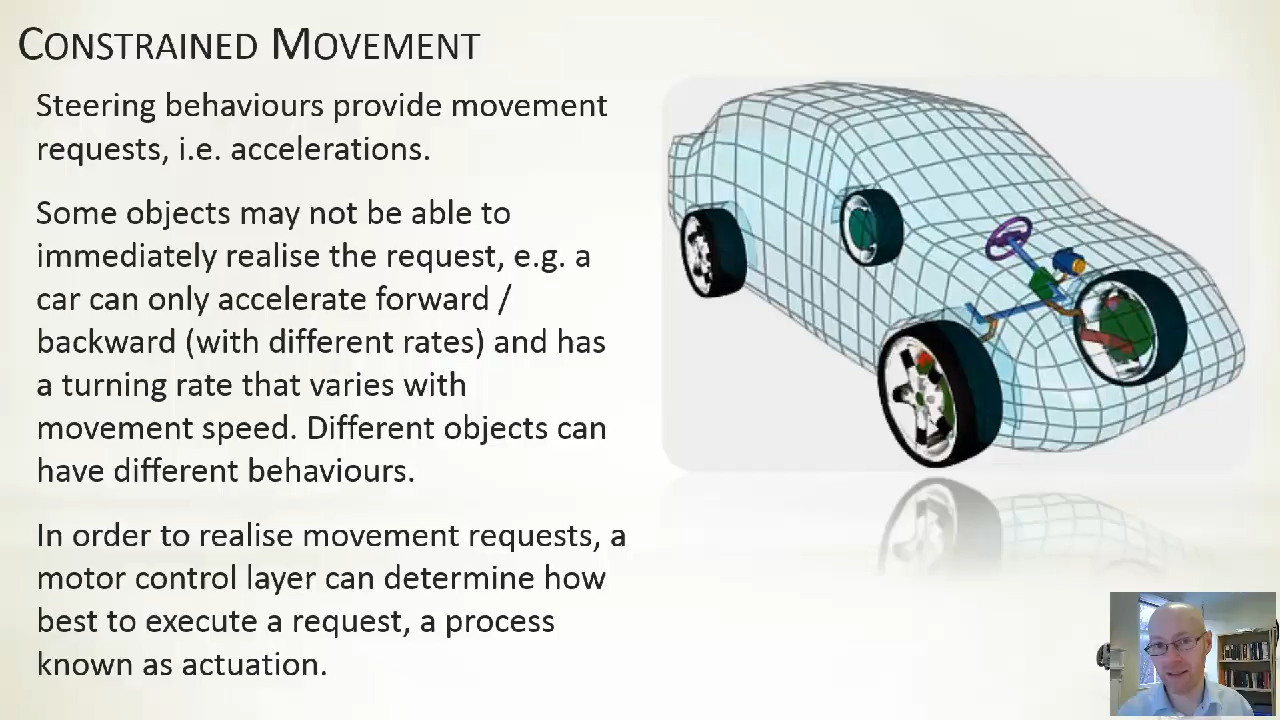 CONSTRAINED MOVEMENT
Steering behaviours provide movement
requests, i.e. accelerations.
Some objects may not be able to
immediately realise the request, e.g. a
car can only accelerate forward /
backward (with different rates) and has
a turning rate that varies with
movement speed. Different objects can
have different behaviours.
In order to realise movement requests, a
motor control layer can determine how
best to execute a request, a process
known as actuation.